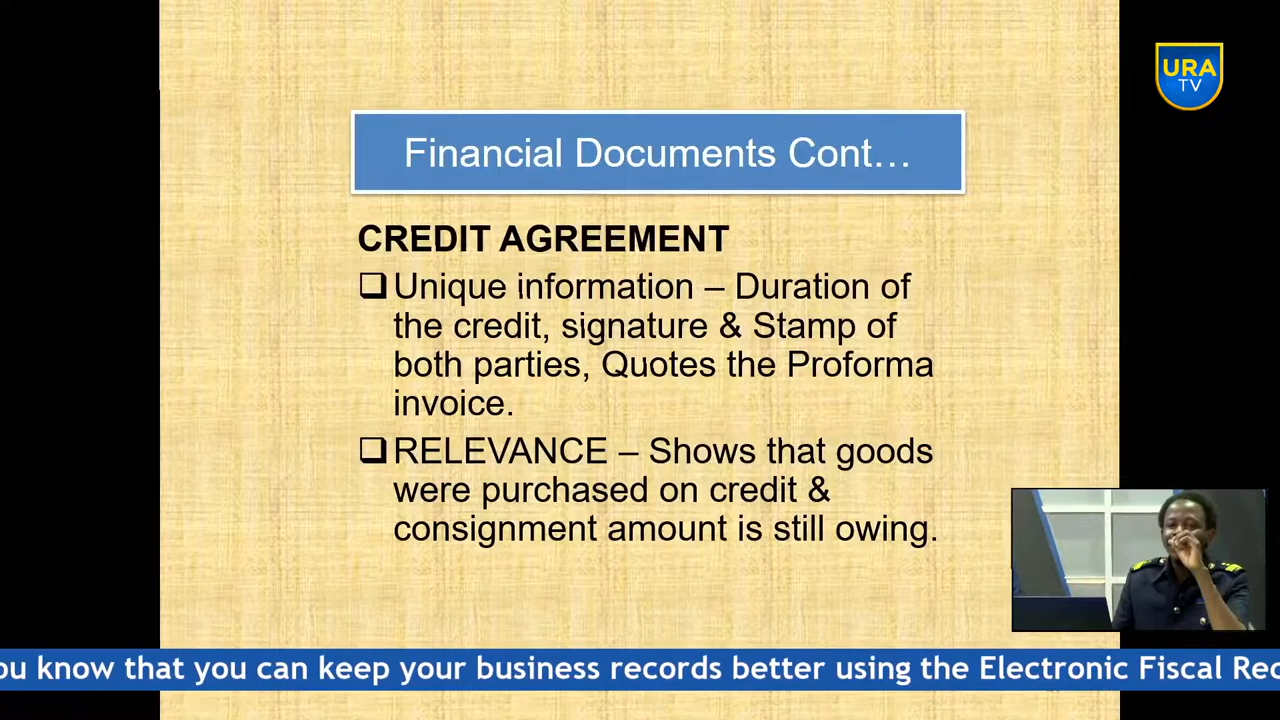 URA
TV
Financial Documents Cont…
CREDIT AGREEMENT
❑Unique information – Duration of
the credit, signature & Stamp of
both parties, Quotes the Proforma
invoice.
❑RELEVANCE – Shows that goods
were purchased on credit &
consignment amount is still owing.
ou know that you can keep your business records better using the Electronic Fiscal Rec